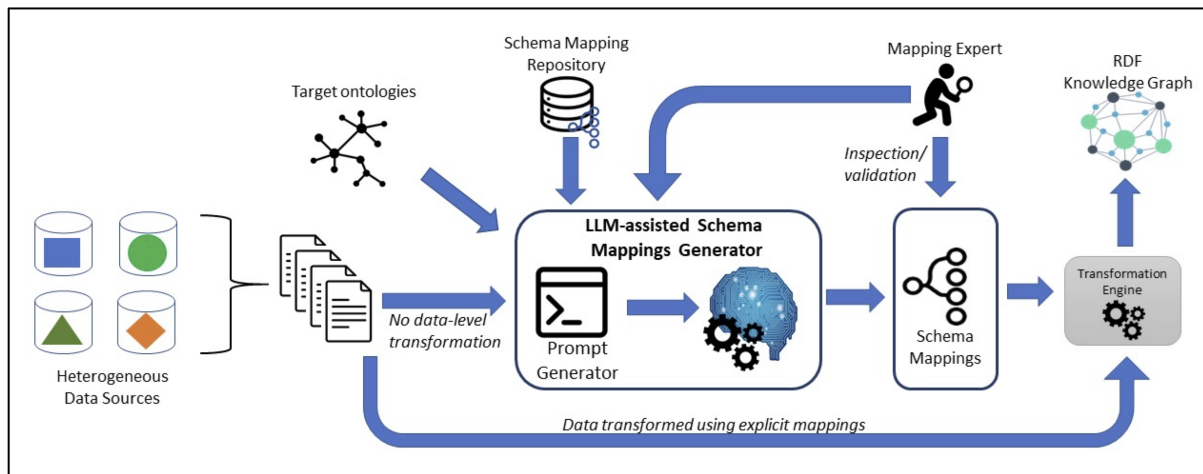 Schema Mapping
Repository
Mapping Expert
RDF
Knowledge Graph
Target ontologies
Inspection/
validation
LLM-assisted Schema
Mappings Generator
Transformation
Engine
No data-level
transformation
Prompt
Generator
Schema
Mappings
Heterogeneous
Data Sources
Data transformed using explicit mappings